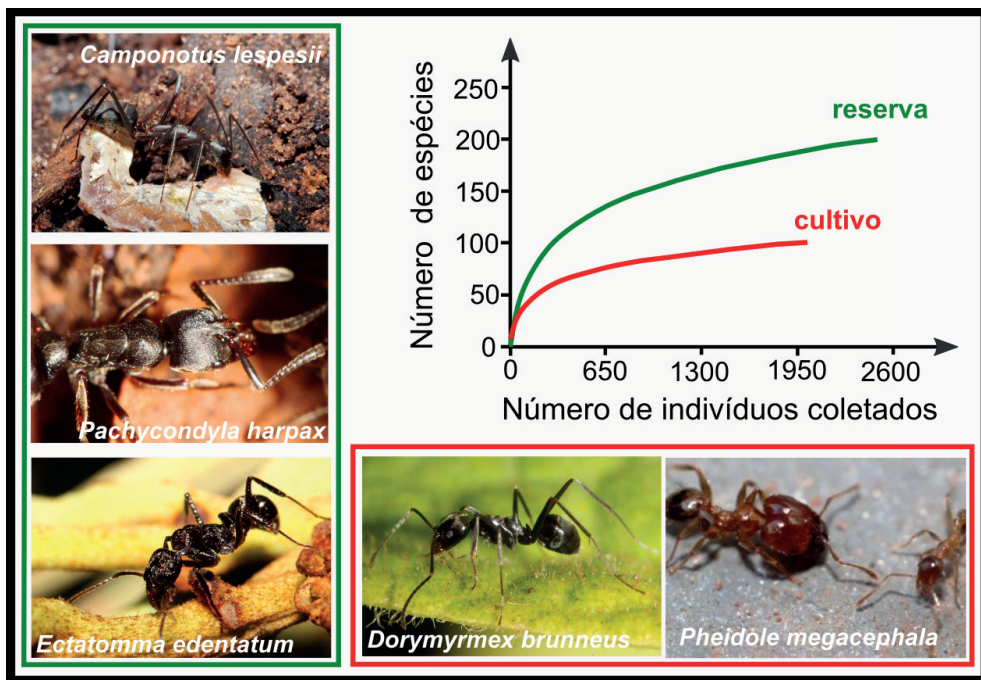 Camponotus lespesii
Pachycondyla harpax
Ectatomma edentatum
Número de espécies
250
200
150
100
50
0
reserva
cultivo
0 650 1300 1950 2600
Número de indivíduos coletados
Dorymyrmex brunneus
Pheidole megacephala